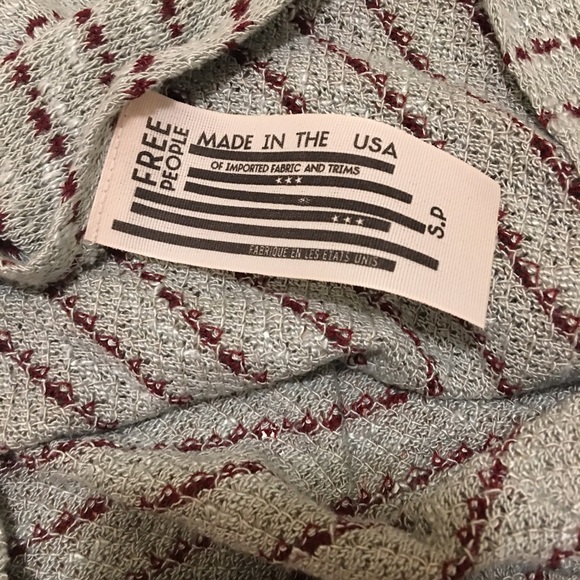 FREE
PEOPLE
MADE IN THE USA
OF IMPORTED FABRIC AND TRIMS
FABRIQUE EN LES ETATS UNIS
S.P